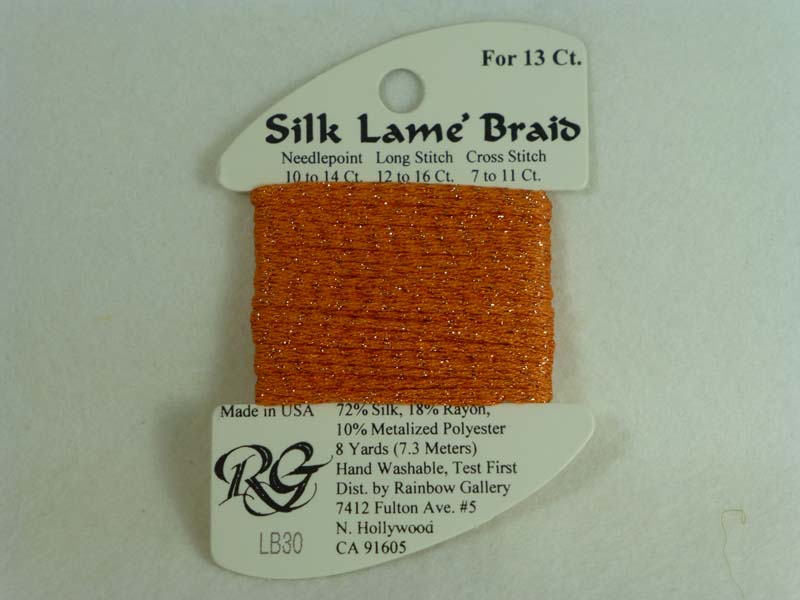 For 13 Ct.
Silk Lame' Braid
Needlepoint Long Stitch Cross Stitch
10 to 14 Ct. 12 to 16 Ct. 7 to 11 Ct.
Made in USA 72% Silk, 18% Rayon,
10% Metalized Polyester
8 Yards (7.3 Meters)
Hand Washable, Test First
Dist. by Rainbow Gallery
7412 Fulton Ave. #5
N. Hollywood
CA 91605
RG
LB30